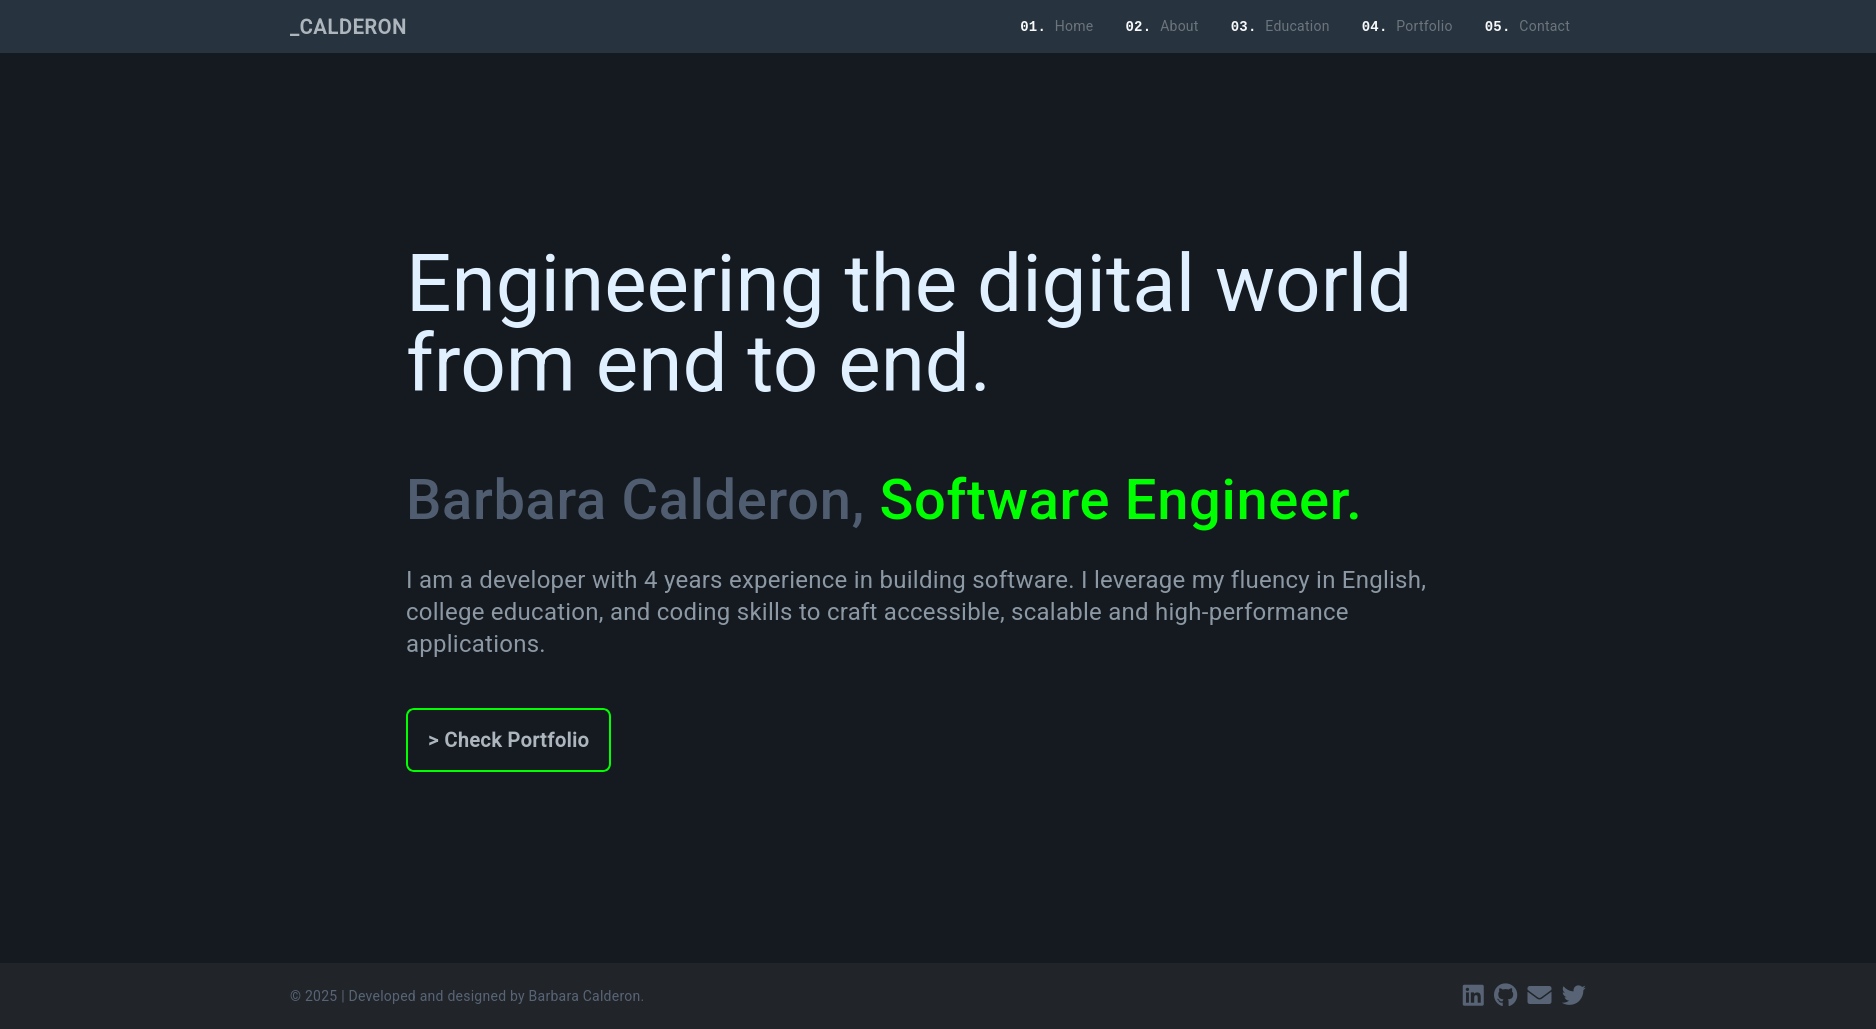 _CALDERON
01. Home 02. About 03. Education 04. Portfolio 05. Contact
Engineering the digital world
from end to end.
Barbara Calderon, Software Engineer.
I am a developer with 4 years experience in building software. I leverage my fluency in English,
college education, and coding skills to craft accessible, scalable and high-performance
applications.
> Check Portfolio
© 2025 | Developed and designed by Barbara Calderon.